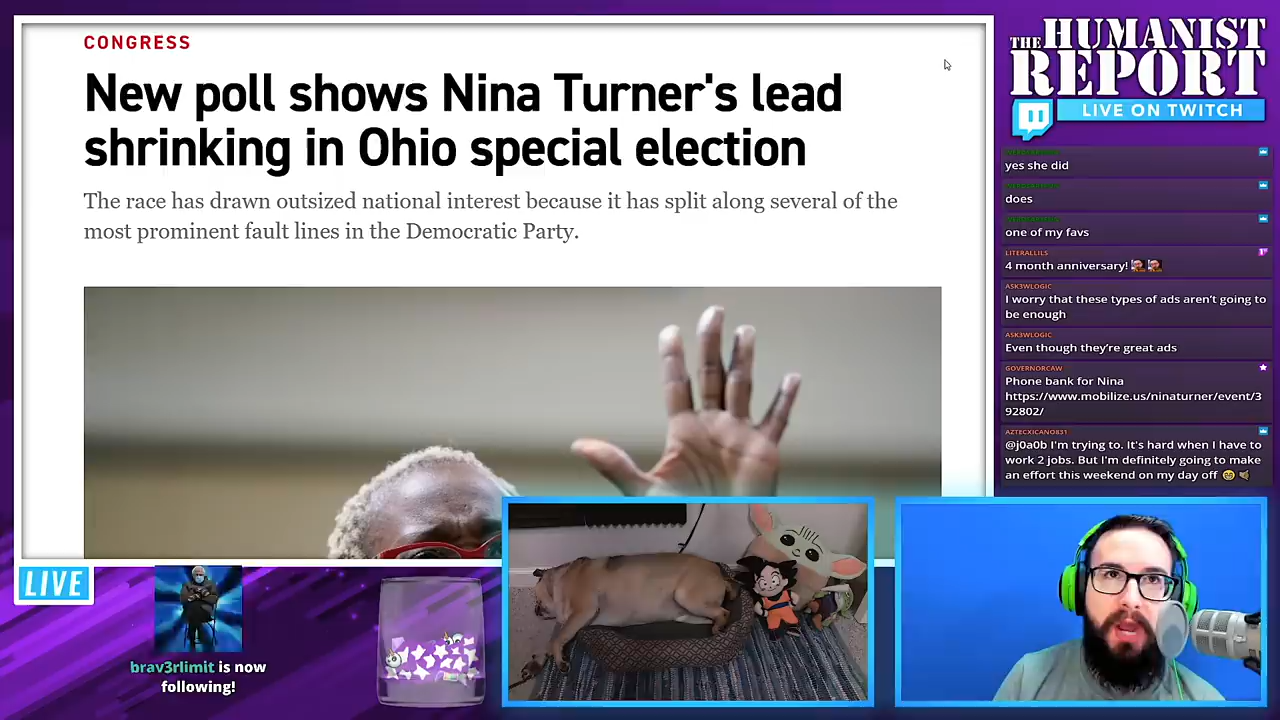 CONGRESS
New poll shows Nina Turner's lead
shrinking in Ohio special election
The race has drawn outsized national interest because it has split along several of the
most prominent fault lines in the Democratic Party.
THE HUMANIST
REPORT
LIVE ON TWITCH
yes she did
does
one of my favs
LITERALLILS
4 month anniversary!
ASK3WLOGIC
I worry that these types of ads aren't going to
be enough
ASK3WLOGIC
Even though they're great ads
GOVERNORCAW
Phone bank for Nina
https://www.mobilize.us/ninaturner/event/3
92802/
AZTECXICANO831
@j0a0b I'm trying to. It's hard when I have to
work 2 jobs. But I'm definitely going to make
an effort this weekend on my day off
LIVE
brav3rlimit is now
following!